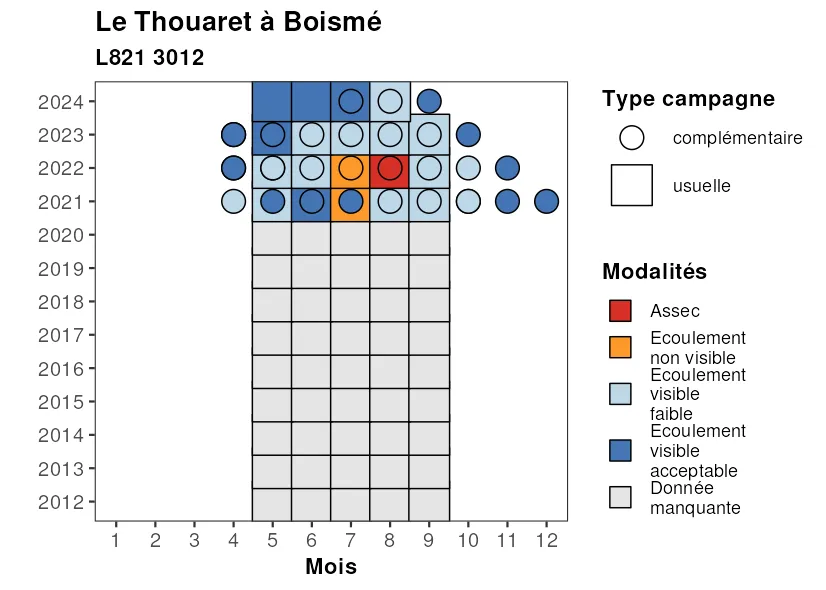 Le Thouaret à Boismé
L821 3012
2024
2023
2022
2021
2020
2019
2018
2017
2016
2015
2014
2013
2012
1 2 3 4 5 6 7 8 9 10 11 12
Mois
Type campagne
complémentaire
usuelle
Modalités
Assec
Ecoulement
non visible
Ecoulement
visible
faible
Ecoulement
visible
acceptable
Donnée
manquante